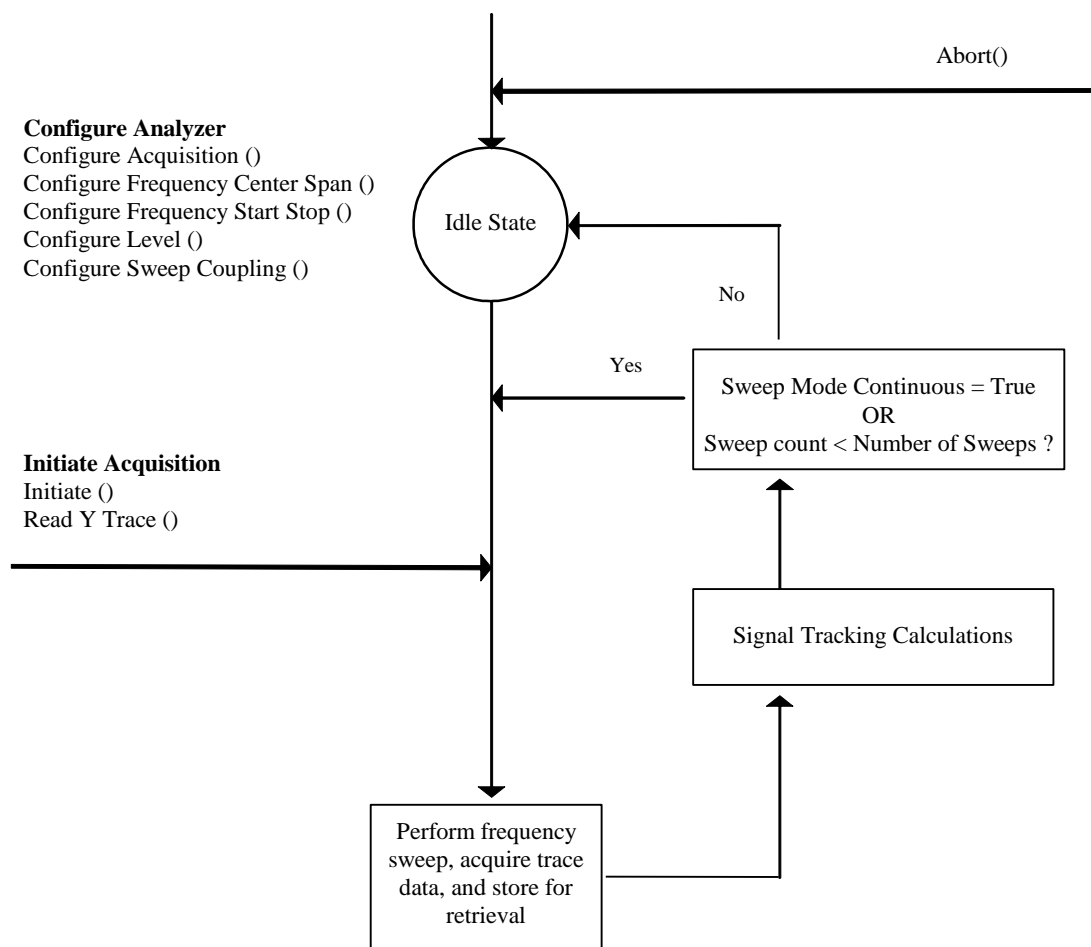 Abort()
Configure Analyzer
Configure Acquisition ()
Configure Frequency Center Span ()
Configure Frequency Start Stop ()
Configure Level ()
Configure Sweep Coupling ()
Idle State
No
Yes
Sweep Mode Continuous = True
OR
Sweep count < Number of Sweeps ?
Initiate Acquisition
Initiate ()
Read Y Trace ()
Signal Tracking Calculations
Perform frequency
sweep, acquire trace
data, and store for
retrieval